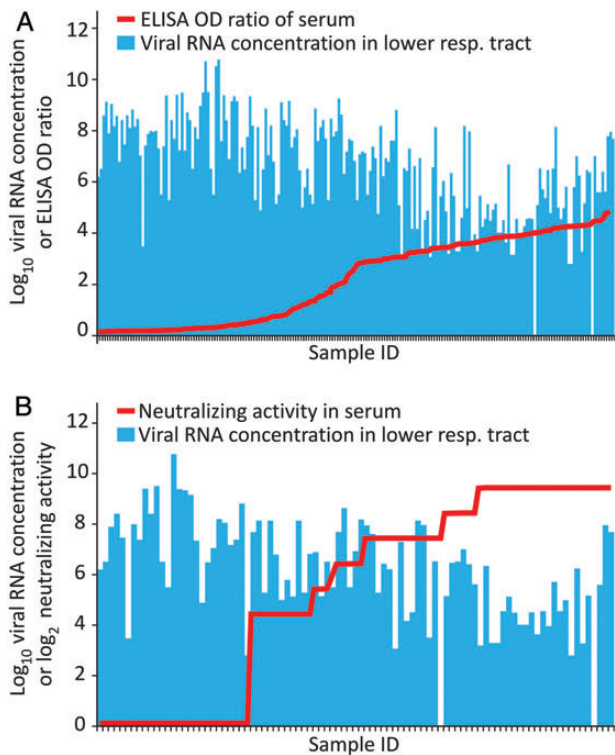 A
ELISA OD ratio of serum
Viral RNA concentration in lower resp. tract
Log10 viral RNA concentration
or ELISA OD ratio
12
10
8
6
4
2
0
Sample ID
B
Neutralizing activity in serum
Viral RNA concentration in lower resp. tract
Log10 viral RNA concentration
or log2 neutralizing activity
12
10
8
6
4
2
0
Sample ID